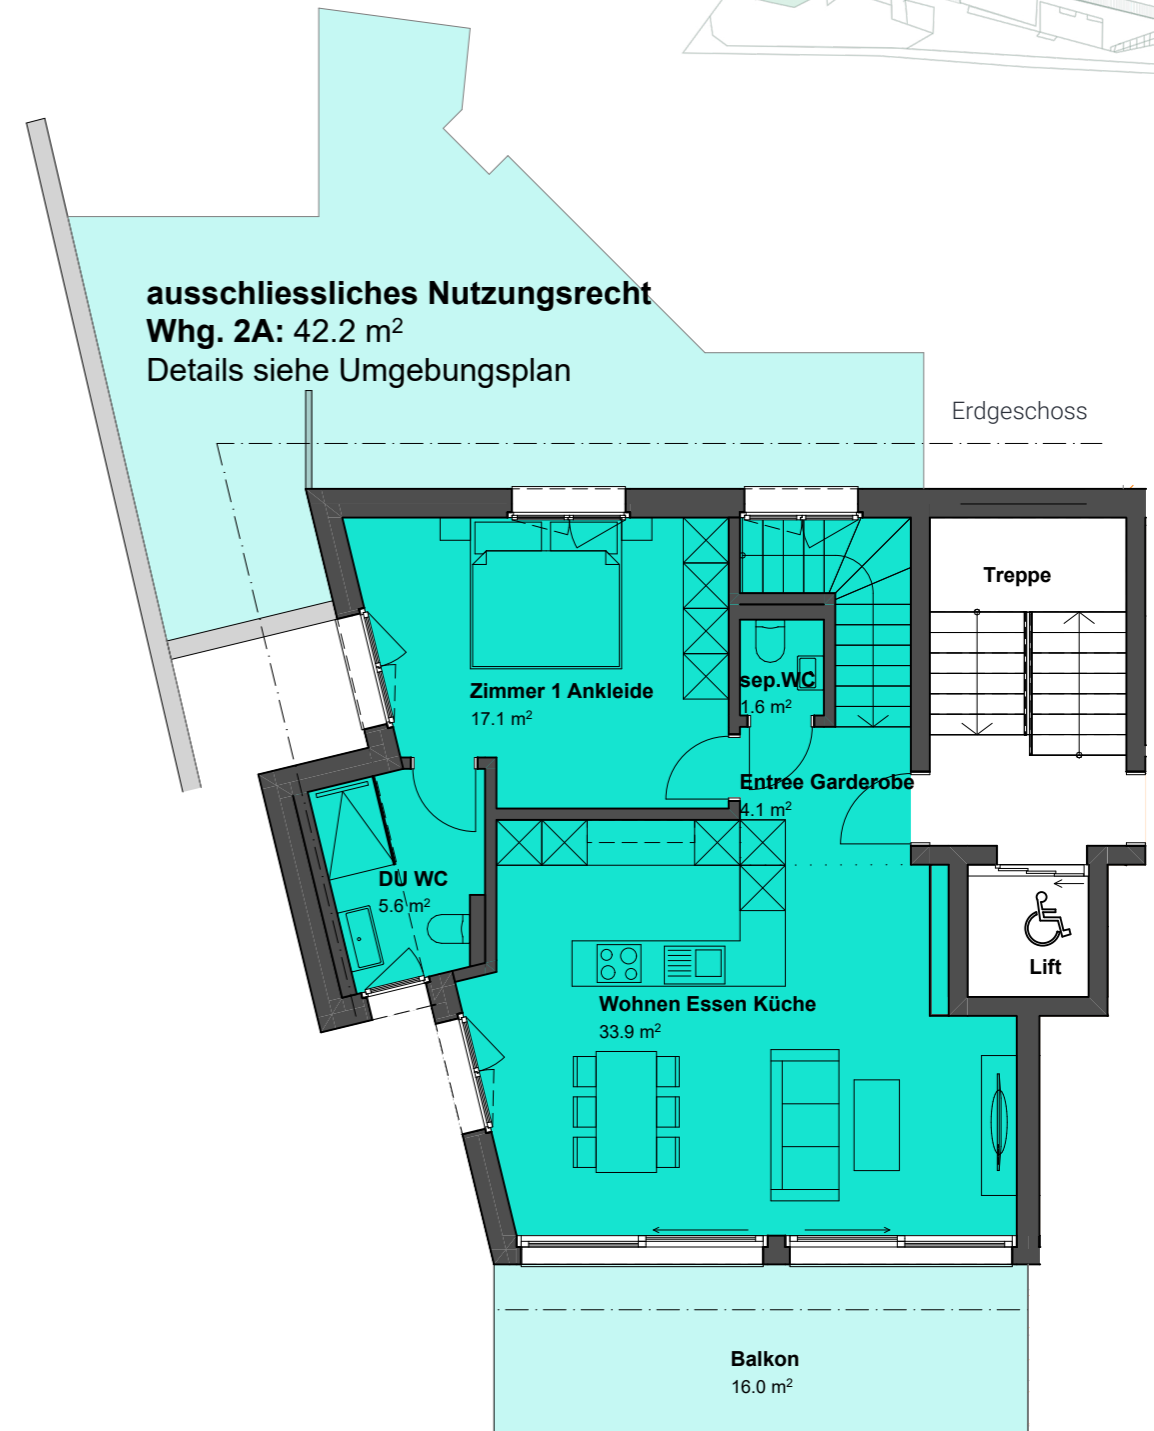 ausschliessliches Nutzungsrecht
Whg. 2A: 42.2 m²
Details siehe Umgebungsplan
Erdgeschoss
Treppe
Zimmer 1 Ankleide
17.1 m²
sep.WC
1.6 m²
Entree Garderobe
4.1 m²
DU WC
5.6 m²
Lift
Wohnen Essen Küche
33.9 m²
Balkon
16.0 m²